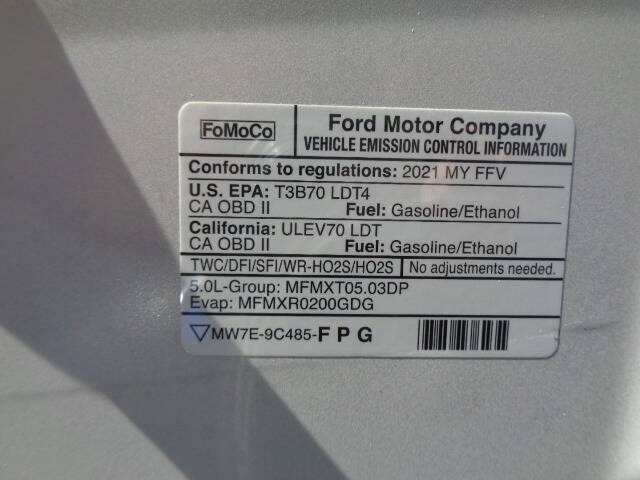 FoMoCo
Ford Motor Company
VEHICLE EMISSION CONTROL INFORMATION
Conforms to regulations: 2021 MY FFV
U.S. EPA: T3B70 LDT4
CA OBD II Fuel: Gasoline/Ethanol
California: ULEV70 LDT
CA OBD II Fuel: Gasoline/Ethanol
TWC/DFI/SFI/WR-HO2S/HO2S No adjustments needed.
5.0L-Group: MFMXT05.03DP
Evap: MFMXR0200GDG
MW7E-9C485-F P G